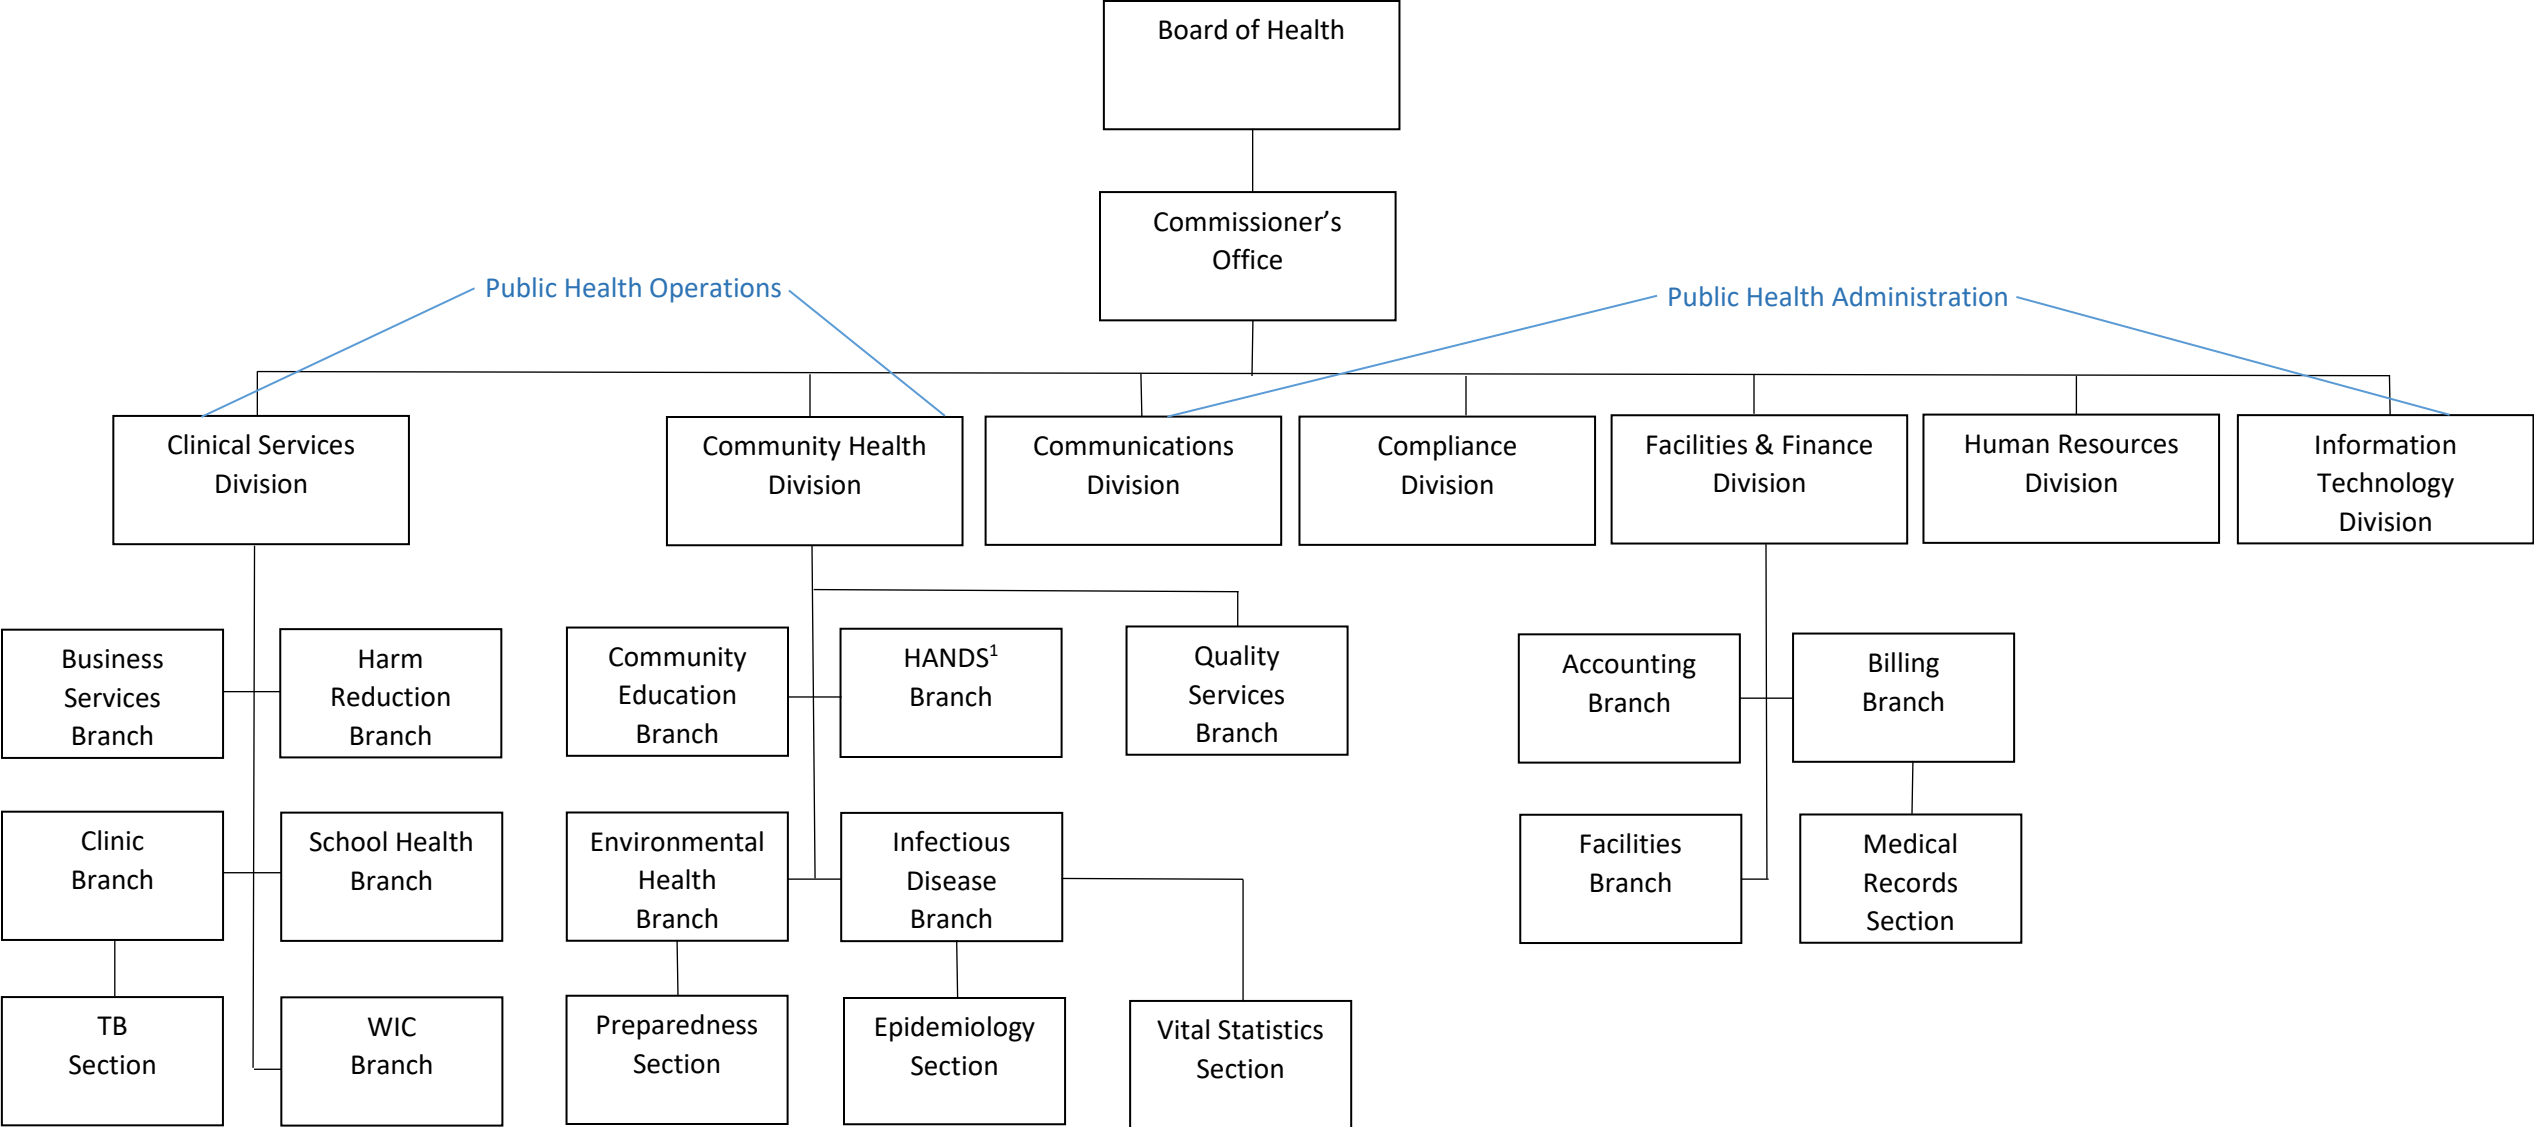 Board of Health
Commissioner’s
Office
Public Health Operations
Public Health Administration
Clinical Services
Division
Community Health
Division
Communications
Division
Compliance
Division
Facilities & Finance
Division
Human Resources
Division
Information
Technology
Division
Business
Services
Branch
Harm
Reduction
Branch
Community
Education
Branch
HANDS¹
Branch
Quality
Services
Branch
Accounting
Branch
Billing
Branch
Clinic
Branch
School Health
Branch
Environmental
Health
Branch
Infectious
Disease
Branch
Facilities
Branch
Medical
Records
Section
TB
Section
WIC
Branch
Preparedness
Section
Epidemiology
Section
Vital Statistics
Section